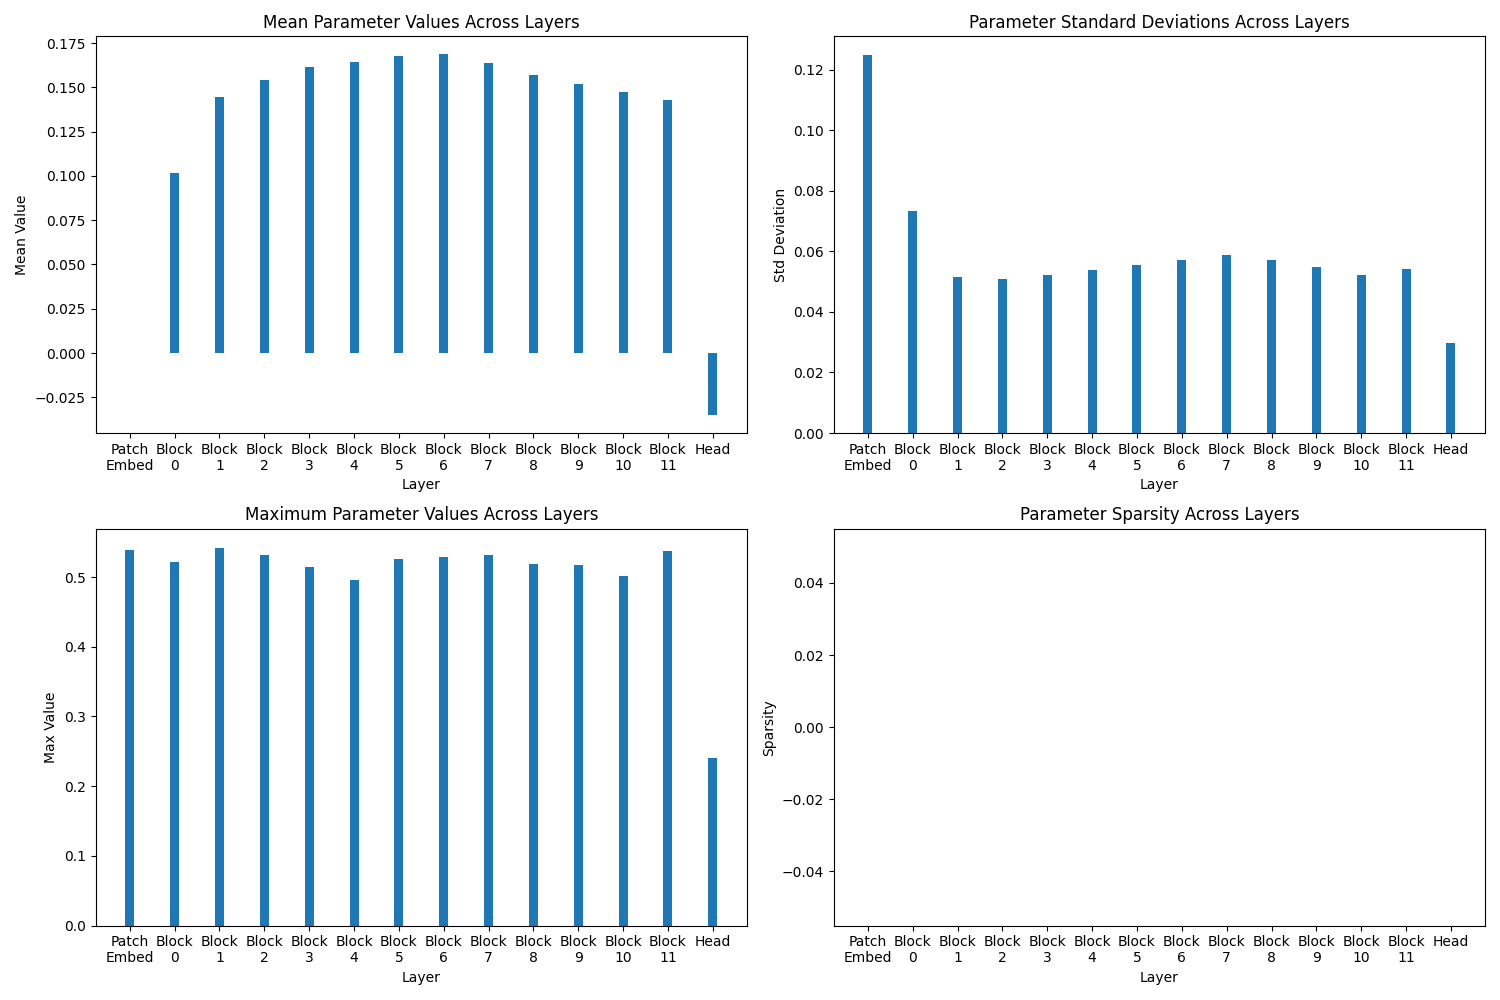 Mean Parameter Values Across Layers
Mean Value
0.175
0.150
0.125
0.100
0.075
0.050
0.025
0.000
−0.025
Patch Block Block Block Block Block Block Block Block Block Block Block Block Head
Embed 0 1 2 3 4 5 6 7 8 9 10 11
Layer
Parameter Standard Deviations Across Layers
Std Deviation
0.12
0.10
0.08
0.06
0.04
0.02
0.00
Patch Block Block Block Block Block Block Block Block Block Block Block Block Head
Embed 0 1 2 3 4 5 6 7 8 9 10 11
Layer
Maximum Parameter Values Across Layers
Max Value
0.5
0.4
0.3
0.2
0.1
0.0
Patch Block Block Block Block Block Block Block Block Block Block Block Block Head
Embed 0 1 2 3 4 5 6 7 8 9 10 11
Layer
Parameter Sparsity Across Layers
Sparsity
0.04
0.02
0.00
−0.02
−0.04
Patch Block Block Block Block Block Block Block Block Block Block Block Block Head
Embed 0 1 2 3 4 5 6 7 8 9 10 11
Layer